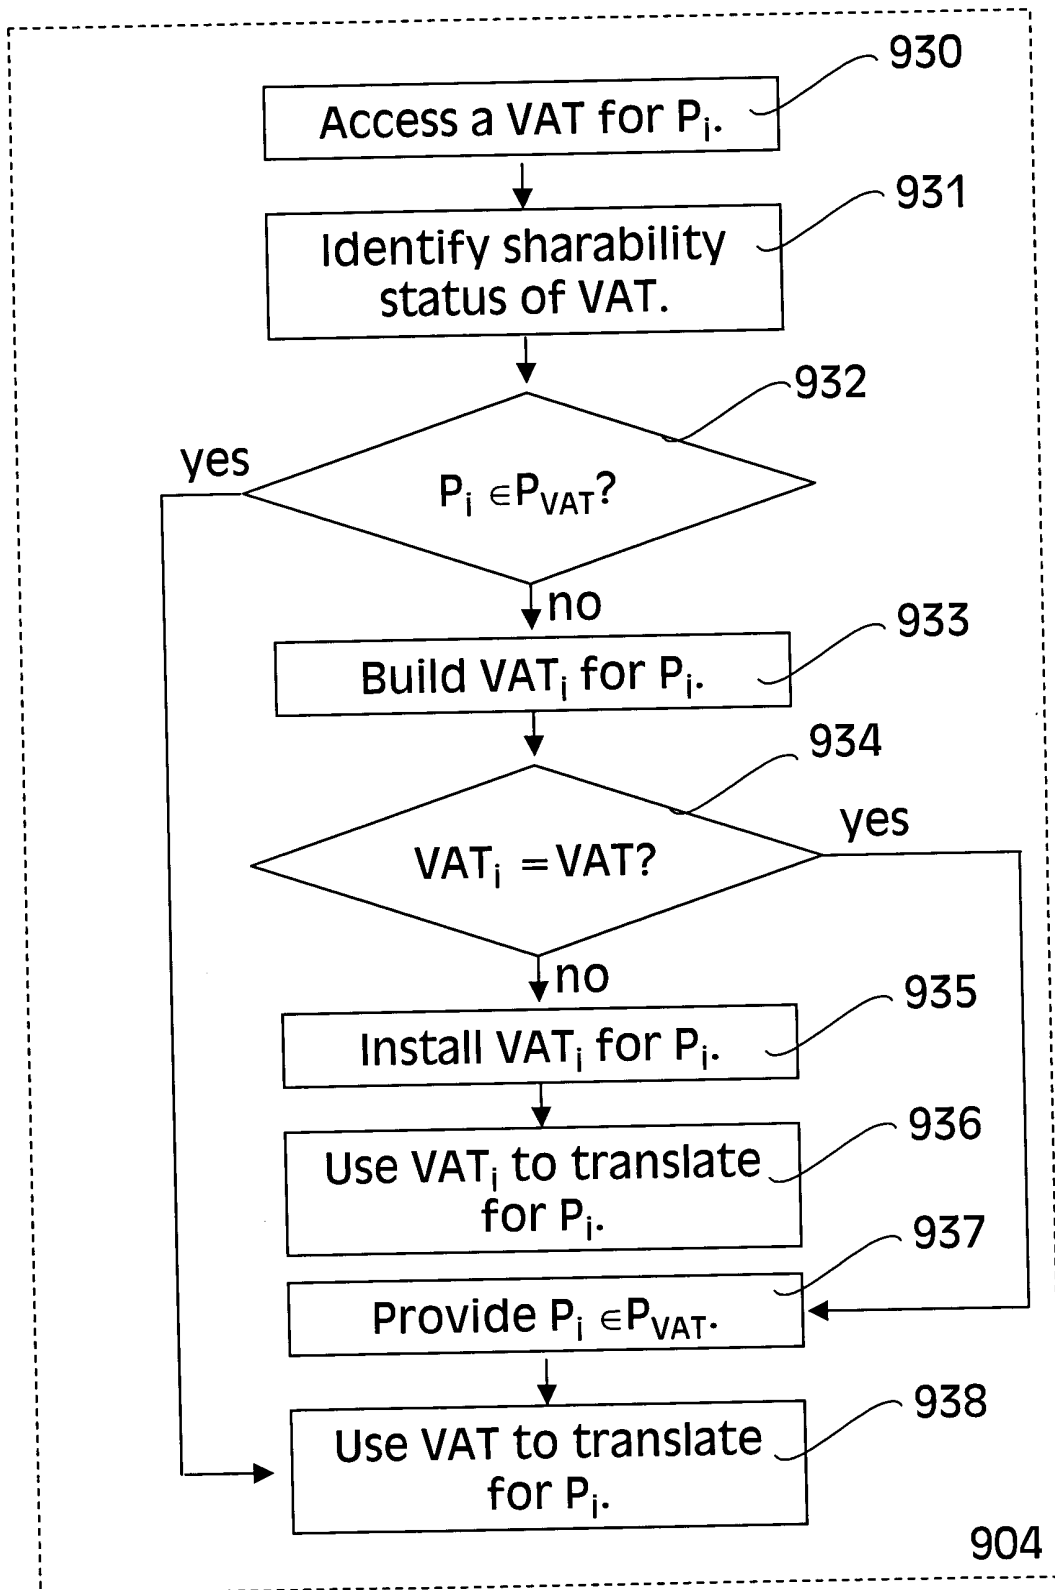 930
Access a VAT for Pi.
931
Identify sharability
status of VAT.
932
yes
Pi ∈PVAT?
no
933
Build VATi for Pi.
934
yes
VATi = VAT?
no
935
Install VATi for Pi.
936
Use VATi to translate
for Pi.
937
Provide Pi ∈PVAT.
938
Use VAT to translate
for Pi.
904